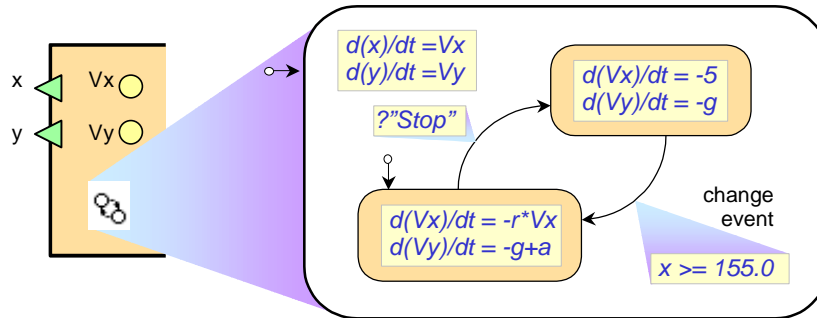 x
Vx
y
Vy
d(x)/dt =Vx
d(y)/dt =Vy
?”Stop”
d(Vx)/dt = -5
d(Vy)/dt = -g
d(Vx)/dt = -r*Vx
d(Vy)/dt = -g+a
change
event
x >= 155.0